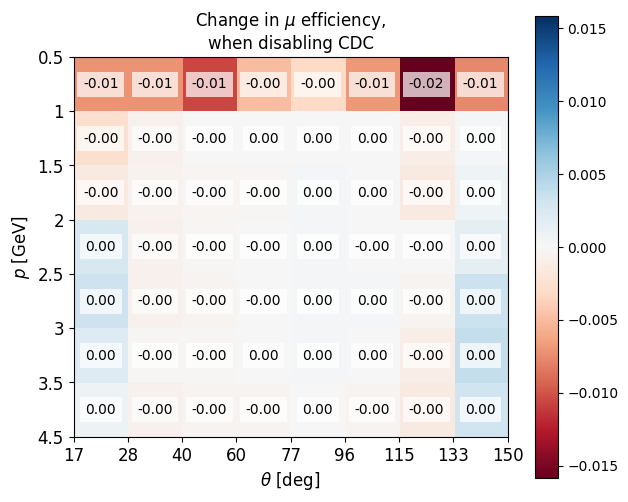 Change in μ efficiency,
when disabling CDC
0.5
-0.01 -0.01 -0.01 -0.00 -0.00 -0.01 -0.02 -0.01
1
-0.00 -0.00 -0.00 0.00 0.00 0.00 -0.00 0.00
1.5
-0.00 -0.00 -0.00 -0.00 0.00 0.00 -0.00 0.00
2
0.00 -0.00 -0.00 -0.00 0.00 -0.00 -0.00 0.00
2.5
0.00 -0.00 -0.00 -0.00 0.00 0.00 -0.00 0.00
3
0.00 -0.00 -0.00 0.00 0.00 0.00 -0.00 0.00
3.5
0.00 -0.00 -0.00 -0.00 0.00 -0.00 -0.00 0.00
4.5
p [GeV]
17 28 40 60 77 96 115 133 150
θ [deg]
0.015
0.010
0.005
0.000
−0.005
−0.010
−0.015